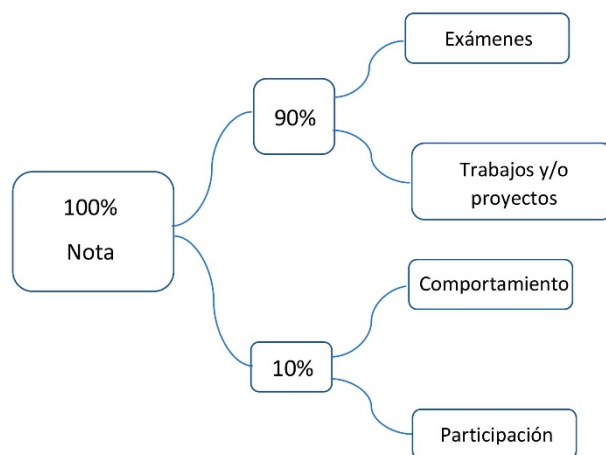 100%
Nota
90%
Exámenes
Trabajos y/o
proyectos
10%
Comportamiento
Participación